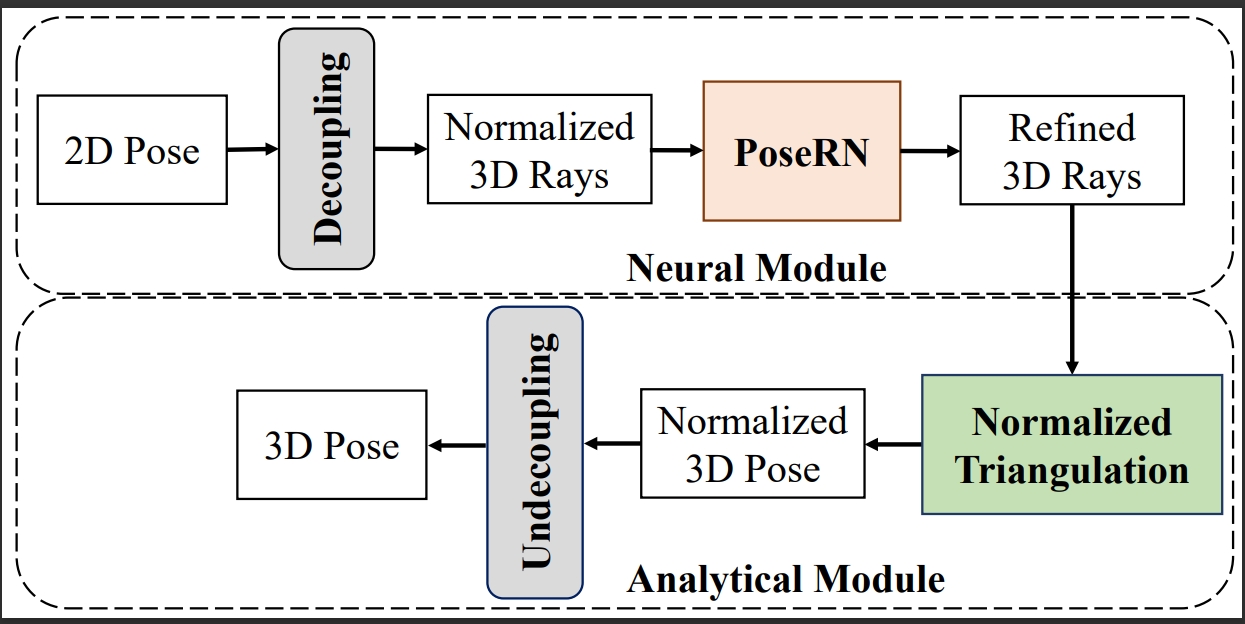 2D Pose
Decoupling
Normalized
3D Rays
PoseRN
Refined
3D Rays
Neural Module
3D Pose
Undecoupling
Normalized
3D Pose
Normalized
Triangulation
Analytical Module